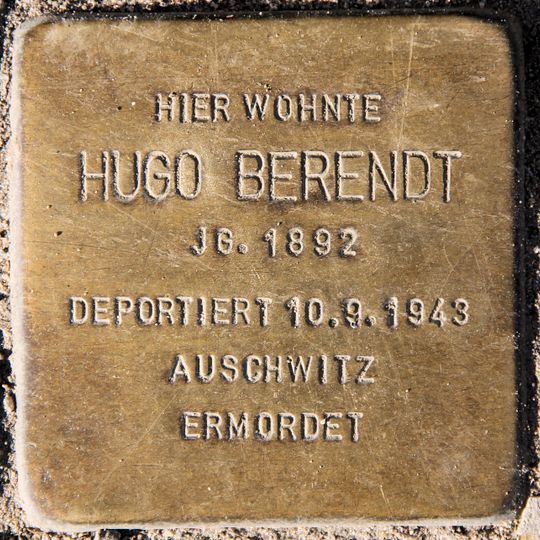 HIER WOHNTE
HUGO BERENDT
JG. 1892
DEPORTIERT 10.9.1943
AUSCHWITZ
ERMORDET